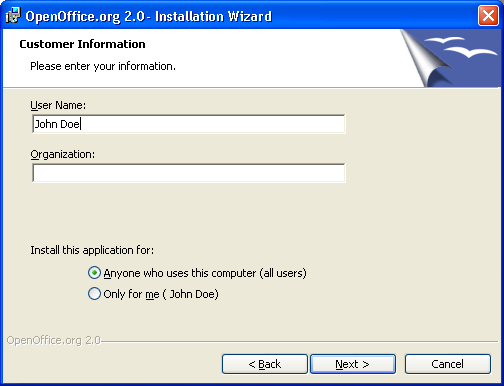 OpenOffice.org 2.0 - Installation Wizard
Customer Information
Please enter your information.
User Name:
John Doe
Organization:
Install this application for:
Anyone who uses this computer (all users)
Only for me ( John Doe)
OpenOffice.org 2.0
< Back
Next >
Cancel